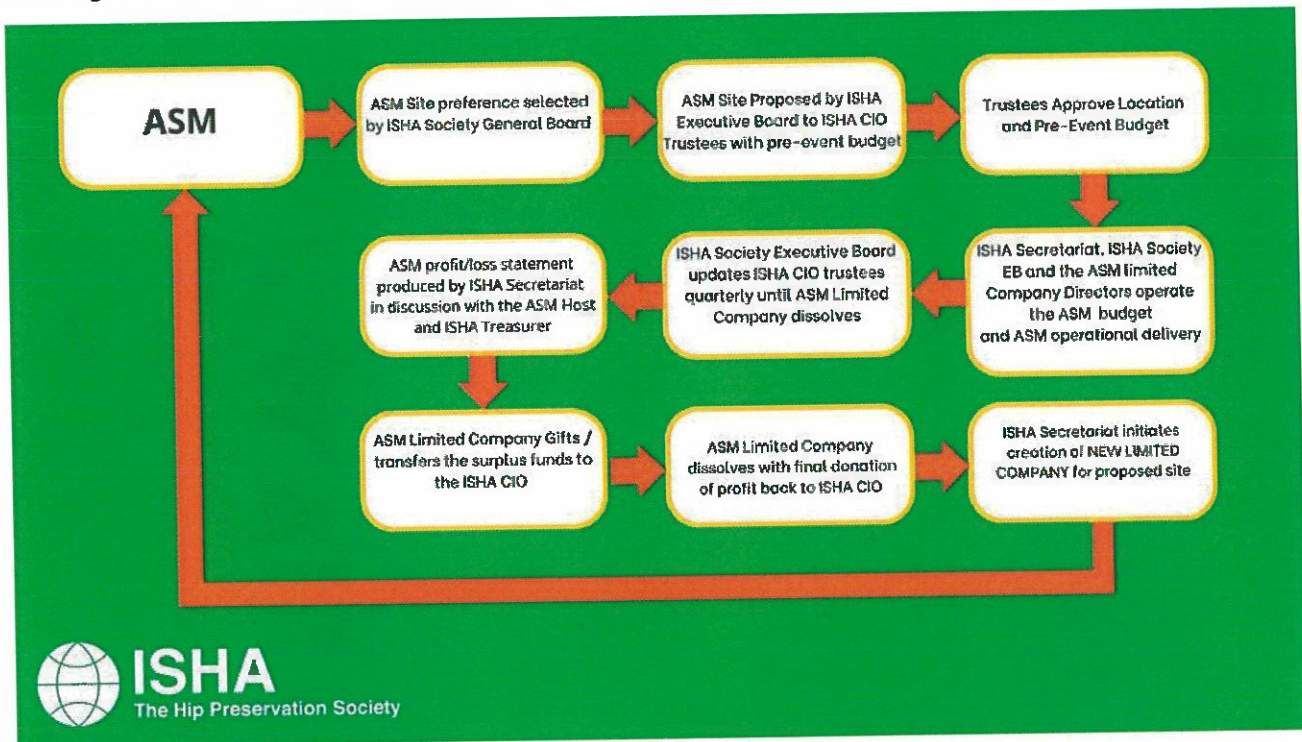 ASM
ASM Site preference selected
by ISHA Society General Board
ASM Site Proposed by ISHA
Executive Board to ISHA CIO
Trustees with pre-event budget
Trustees Approve Location
and Pre-Event Budget
ISHA Secretariat, ISHA Society
EB and the ASM limited
Company Directors operate
the ASM budget
and ASM operational delivery
ISHA Society Executive Board
updates ISHA CIO trustees
quarterly until ASM Limited
Company dissolves
ASM profit/loss statement
produced by ISHA Secretariat
in discussion with the ASM Host
and ISHA Treasurer
ASM Limited Company Gifts /
transfers the surplus funds to
the ISHA CIO
ASM Limited Company
dissolves with final donation
of profit back to ISHA CIO
ISHA Secretariat initiates
creation of NEW LIMITED
COMPANY for proposed site
ISHA
The Hip Preservation Society